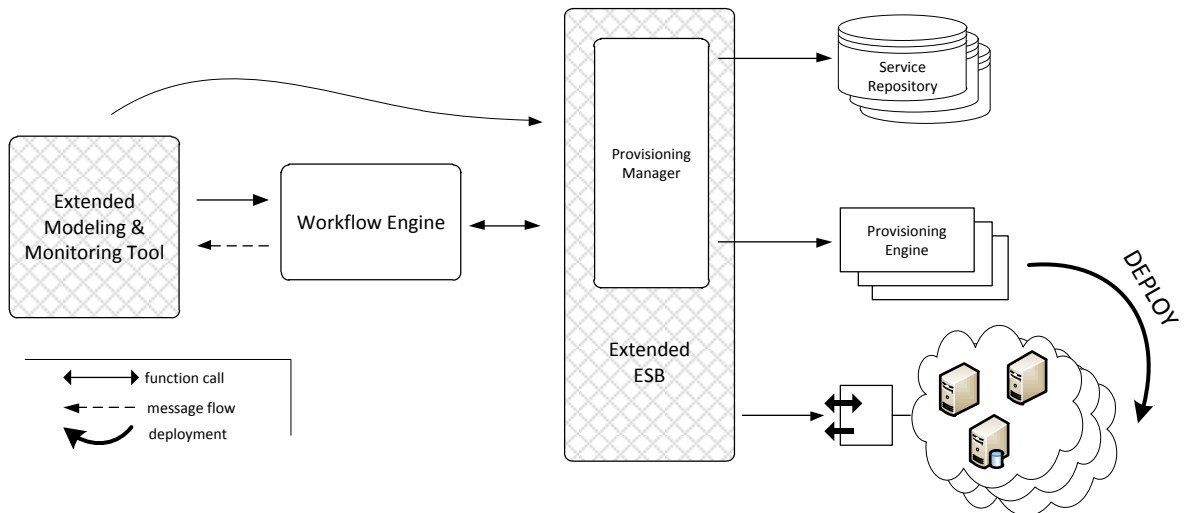 Service
Repository
Provisioning
Manager
Extended
Modeling &
Monitoring Tool
Workflow Engine
Provisioning
Engine
DEPLOY
Extended
ESB
function call
message flow
deployment